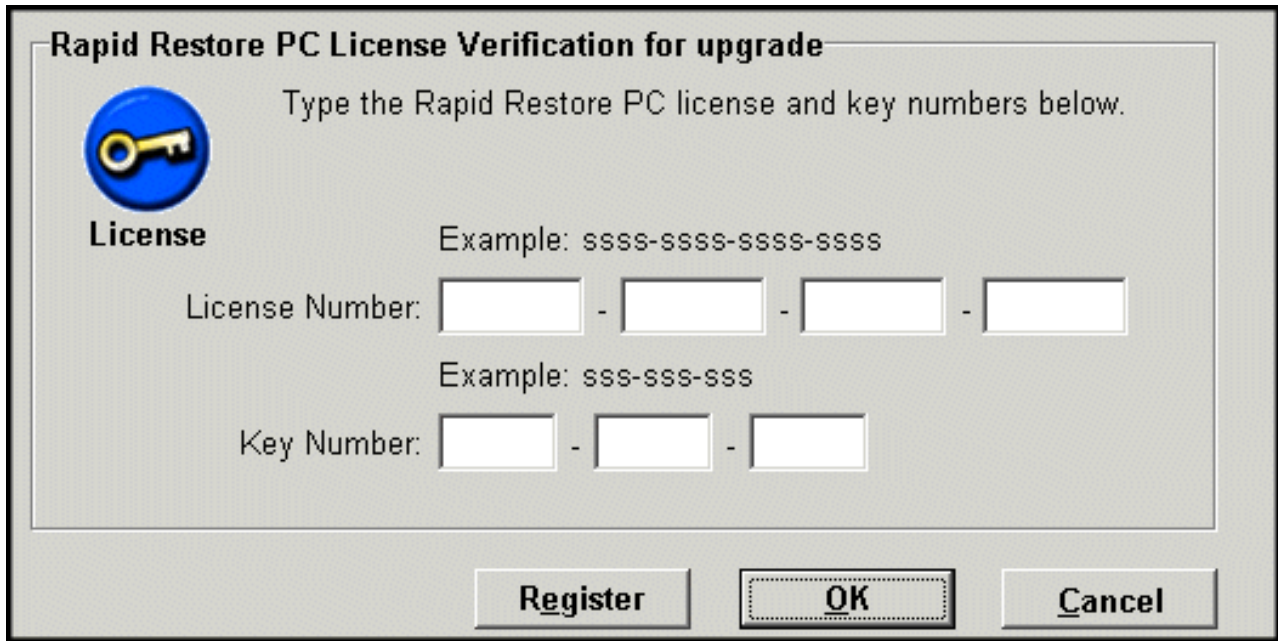 Rapid Restore PC License Verification for upgrade
Type the Rapid Restore PC license and key numbers below.
License
Example: ssss-ssss-ssss-ssss
License Number: - - -
Example: sss-sss-sss
Key Number: - -
Register OK Cancel